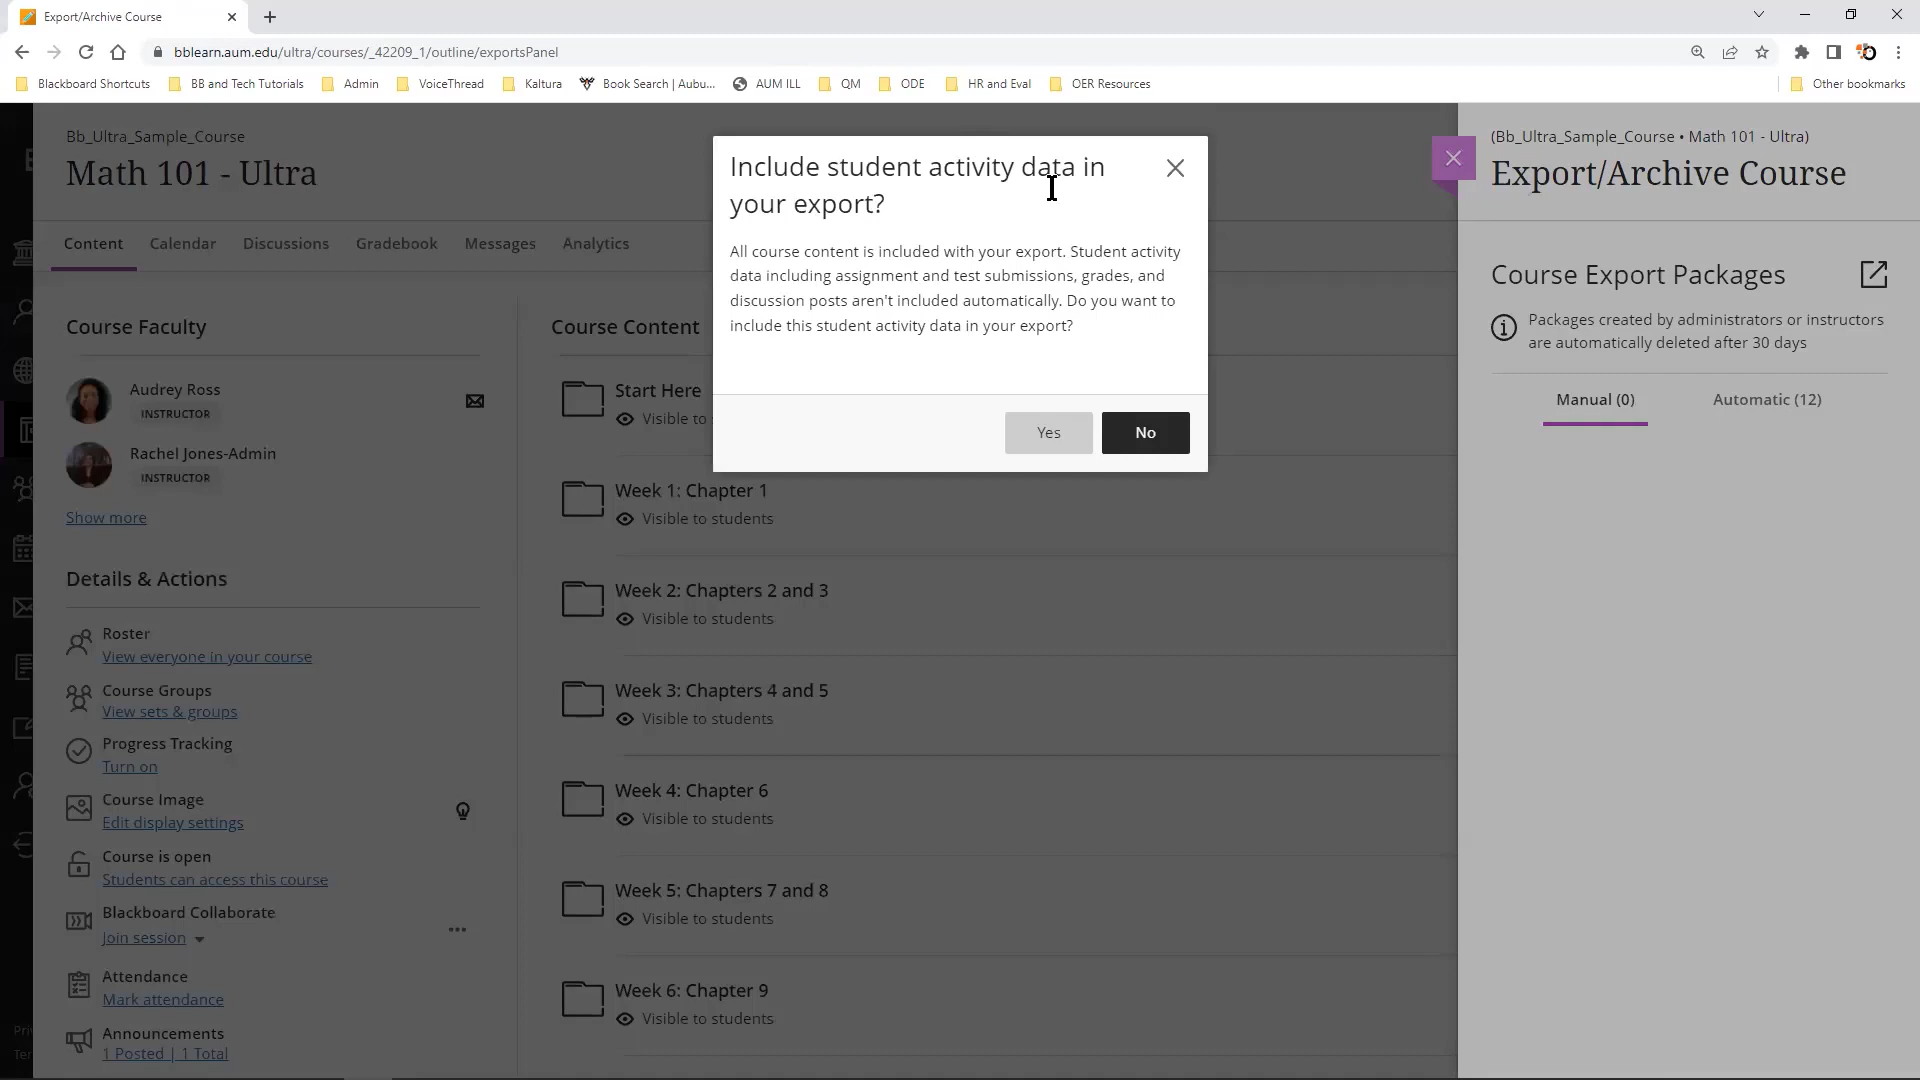 Export/Archive Course
bblearn.aum.edu/ultra/courses/_42209_1/outline/exportsPanel
Blackboard Shortcuts
BB and Tech Tutorials
Admin
VoiceThread
Kaltura
Book Search | Aubu...
AUM ILL
QM
ODE
HR and Eval
OER Resources
Other bookmarks
Bb_Ultra_Sample_Course
Math 101 - Ultra
Content
Calendar
Discussions
Gradebook
Messages
Analytics
Course Faculty
Audrey Ross
INSTRUCTOR
Rachel Jones-Admin
INSTRUCTOR
Show more
Details & Actions
Roster
View everyone in your course
Course Groups
View sets & groups
Progress Tracking
Turn on
Course Image
Edit display settings
Course is open
Students can access this course
Blackboard Collaborate
Join session
Attendance
Mark attendance
Announcements
1 Posted | 1 Total
Course Content
Start Here
Visible to
Week 1: Chapter 1
Visible to students
Week 2: Chapters 2 and 3
Visible to students
Week 3: Chapters 4 and 5
Visible to students
Week 4: Chapter 6
Visible to students
Week 5: Chapters 7 and 8
Visible to students
Week 6: Chapter 9
Visible to students
Include student activity data in
your export?
All course content is included with your export. Student activity
data including assignment and test submissions, grades, and
discussion posts aren't included automatically. Do you want to
include this student activity data in your export?
Yes
No
(Bb_Ultra_Sample_Course • Math 101 - Ultra)
Export/Archive Course
Course Export Packages
Packages created by administrators or instructors
are automatically deleted after 30 days
Manual (0)
Automatic (12)